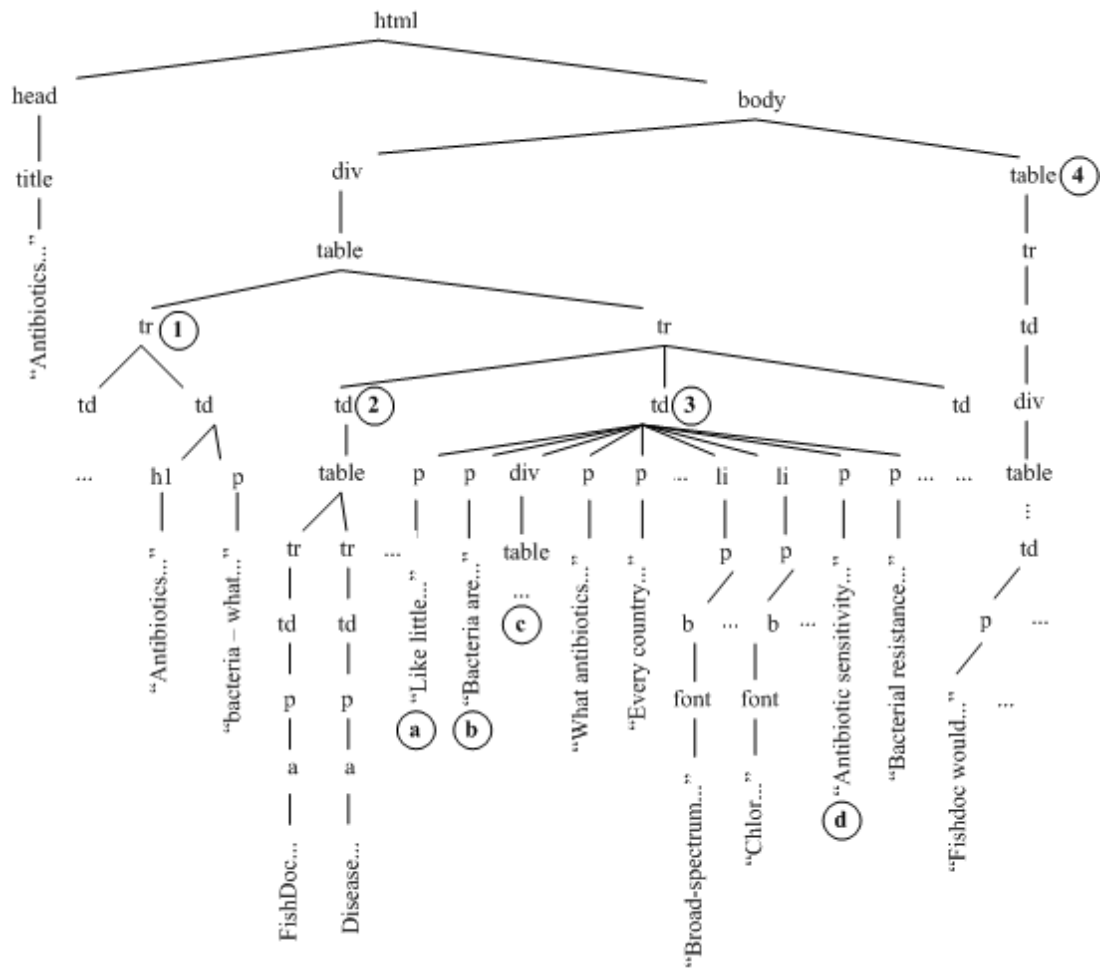 html
head
body
title
div
table 4
"Antibiotics..."
table
tr
tr 1
tr
td
td
td
td 2
td 3
td
div
...
h1
p
table
p
p
div
p
p
...
li
li
p
p
...
...
table
...
tr
tr
...
"Like little..."
"Bacteria are..."
table
"What antibiotics..."
"Every country..."
p
p
"Antibiotic sensitivity..."
"Bacterial resistance..."
td
"Antibiotics..."
"bacteria – what..."
td
td
...
c
b
...
b
...
p
...
p
p
a
b
font
font
"Fishdoc would..."
...
a
a
"Broad-spectrum..."
"Chlor..."
d
FishDoc...
Disease...